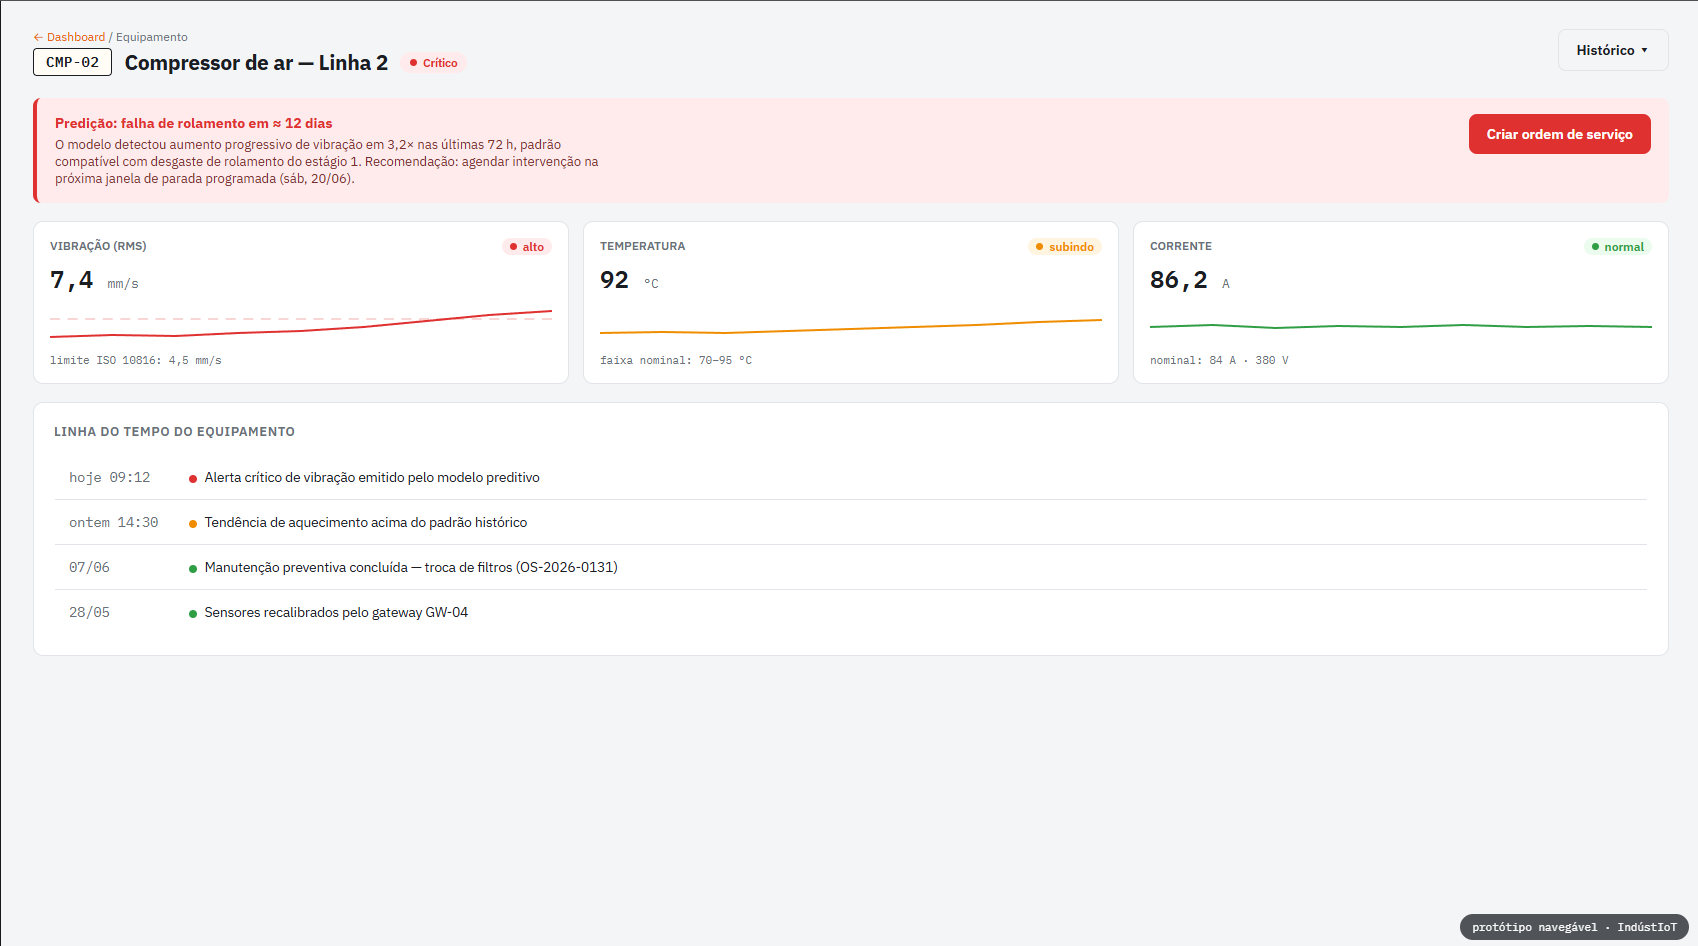 ← Dashboard / Equipamento
CMP-02 Compressor de ar — Linha 2 Crítico
Histórico ▾
Predição: falha de rolamento em ≈ 12 dias
O modelo detectou aumento progressivo de vibração em 3,2× nas últimas 72 h, padrão
compatível com desgaste de rolamento do estágio 1. Recomendação: agendar intervenção na
próxima janela de parada programada (sáb, 20/06).
Criar ordem de serviço
VIBRAÇÃO (RMS) alto
7,4 mm/s
limite ISO 10816: 4,5 mm/s
TEMPERATURA subindo
92 °C
faixa nominal: 70–95 °C
CORRENTE normal
86,2 A
nominal: 84 A · 380 V
LINHA DO TEMPO DO EQUIPAMENTO
hoje 09:12 Alerta crítico de vibração emitido pelo modelo preditivo
ontem 14:30 Tendência de aquecimento acima do padrão histórico
07/06 Manutenção preventiva concluída — troca de filtros (OS-2026-0131)
28/05 Sensores recalibrados pelo gateway GW-04
protótipo navegável · IndústIoT